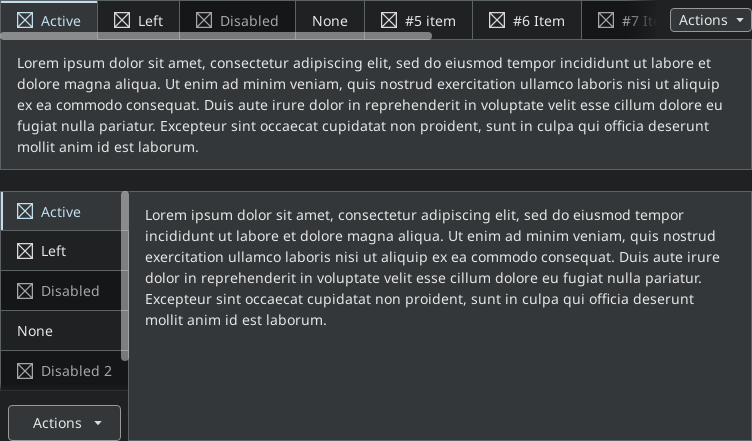 Active Left Disabled None #5 item #6 Item #7 Actions
Lorem ipsum dolor sit amet, consectetur adipiscing elit, sed do eiusmod tempor incididunt ut labore et
dolore magna aliqua. Ut enim ad minim veniam, quis nostrud exercitation ullamco laboris nisi ut aliquip
ex ea commodo consequat. Duis aute irure dolor in reprehenderit in voluptate velit esse cillum dolore eu
fugiat nulla pariatur. Excepteur sint occaecat cupidatat non proident, sunt in culpa qui officia deserunt
mollit anim id est laborum.
Active
Left
Disabled
None
Disabled 2
Actions
Lorem ipsum dolor sit amet, consectetur adipiscing elit, sed do eiusmod tempor
incididunt ut labore et dolore magna aliqua. Ut enim ad minim veniam, quis nostrud
exercitation ullamco laboris nisi ut aliquip ex ea commodo consequat. Duis aute irure
dolor in reprehenderit in voluptate velit esse cillum dolore eu fugiat nulla pariatur.
Excepteur sint occaecat cupidatat non proident, sunt in culpa qui officia deserunt
mollit anim id est laborum.